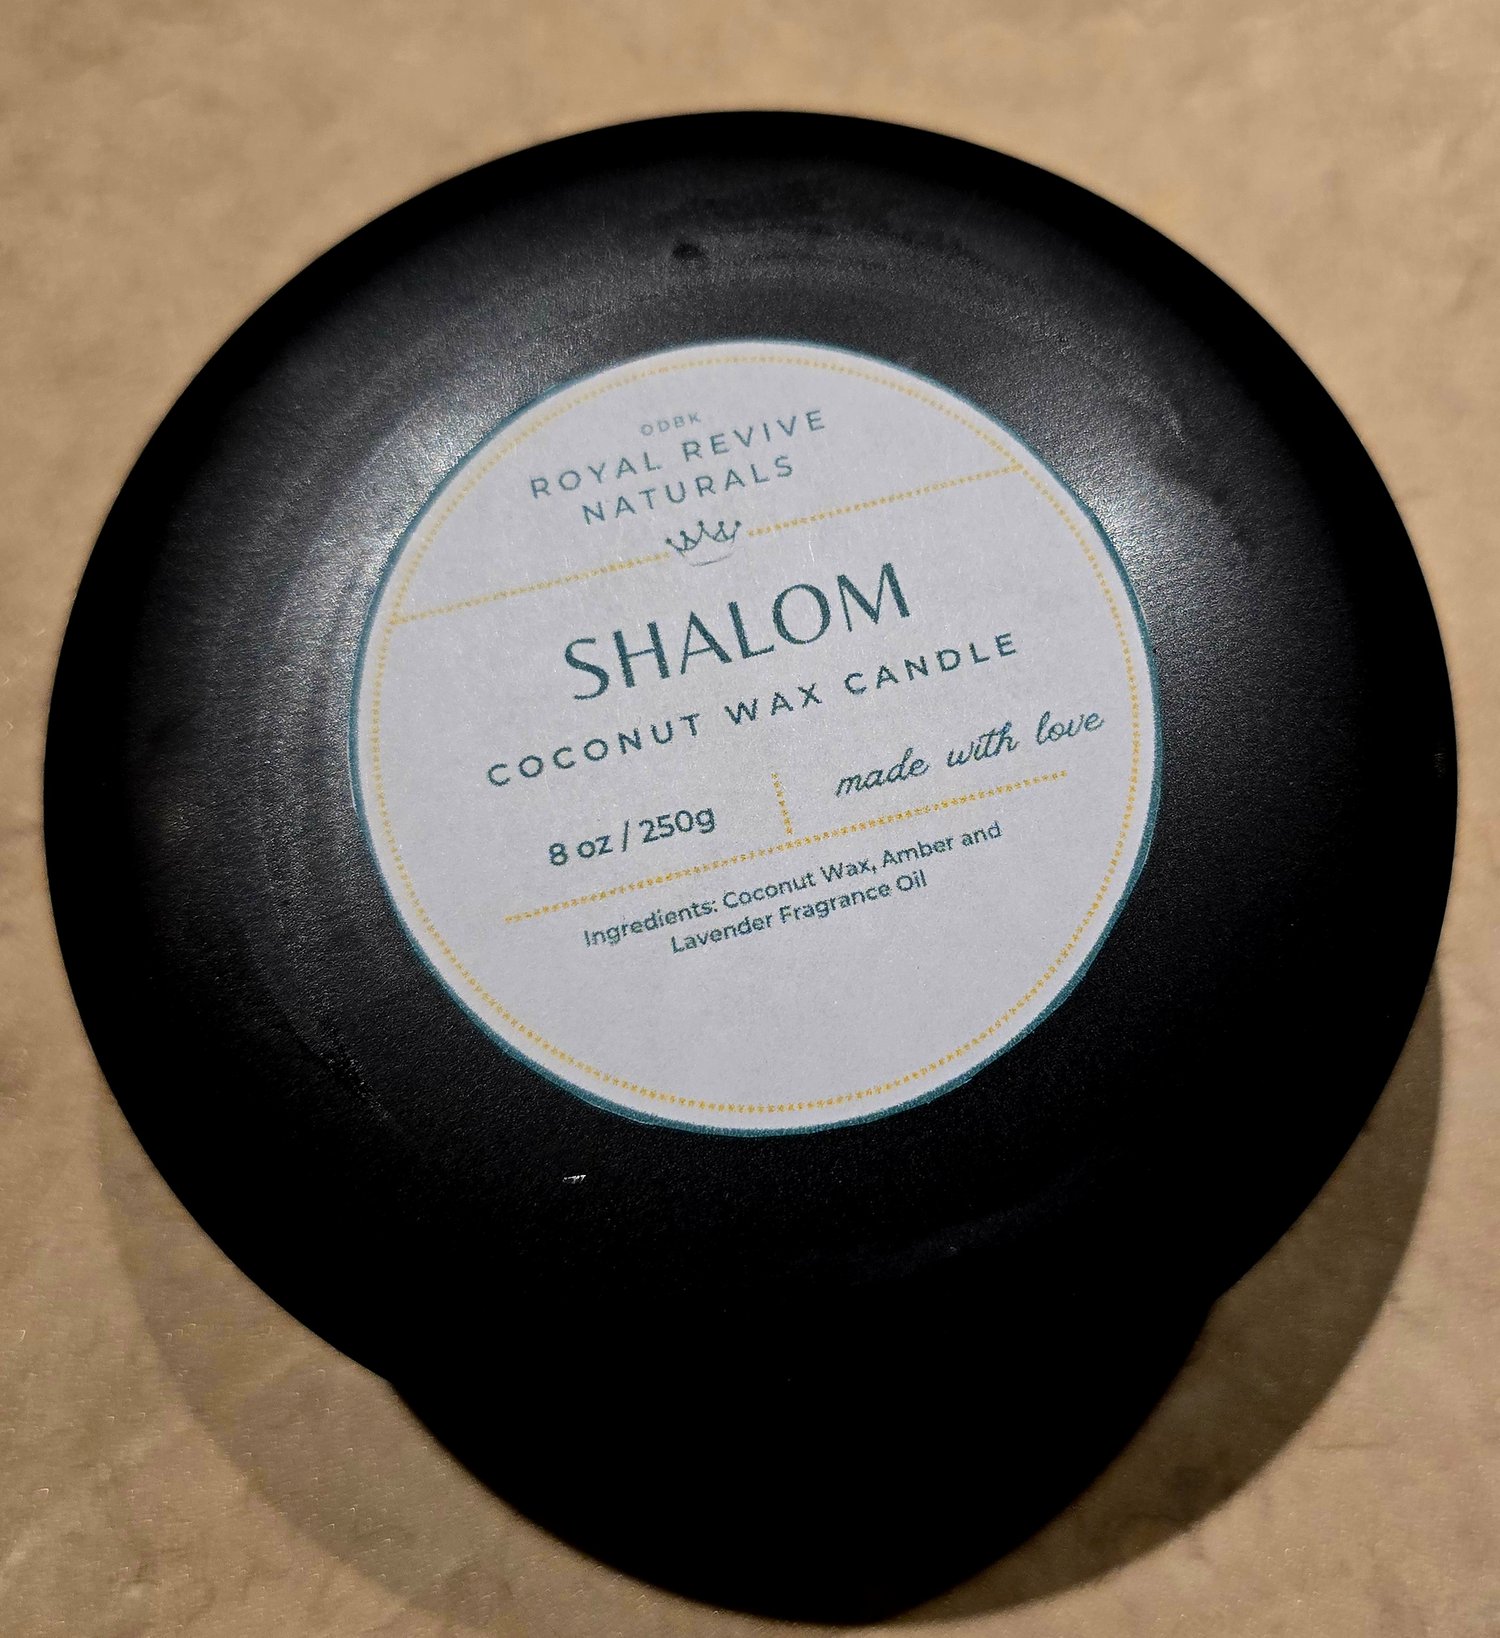 ODBK
ROYAL REVIVE
NATURALS
SHALOM
COCONUT WAX CANDLE
8 oz / 250g
made with love
Ingredients: Coconut Wax, Amber and
Lavender Fragrance Oil